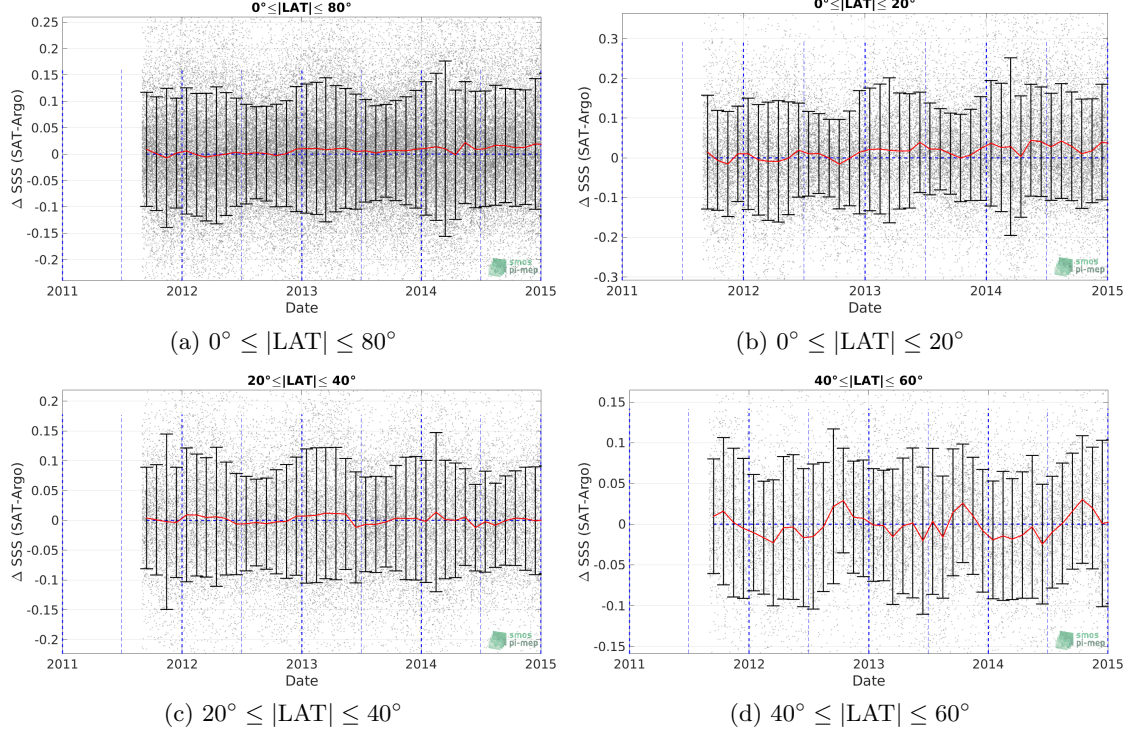 0°≤|LAT|≤ 80°
0.25
0.2
0.15
0.1
0.05
0
-0.05
-0.1
-0.15
-0.2
Δ SSS (SAT-Argo)
smos
pi-mep
2011 2012 2013 2014 2015
Date
(a) 0° ≤ |LAT| ≤ 80°
0°≤|LAT|≤ 20°
0.3
0.2
0.1
0
-0.1
-0.2
-0.3
Δ SSS (SAT-Argo)
smos
pi-mep
2011 2012 2013 2014 2015
Date
(b) 0° ≤ |LAT| ≤ 20°
20°≤|LAT|≤ 40°
0.2
0.15
0.1
0.05
0
-0.05
-0.1
-0.15
-0.2
Δ SSS (SAT-Argo)
smos
pi-mep
2011 2012 2013 2014 2015
Date
(c) 20° ≤ |LAT| ≤ 40°
40°≤|LAT|≤ 60°
0.15
0.1
0.05
0
-0.05
-0.1
-0.15
Δ SSS (SAT-Argo)
smos
pi-mep
2011 2012 2013 2014 2015
Date
(d) 40° ≤ |LAT| ≤ 60°